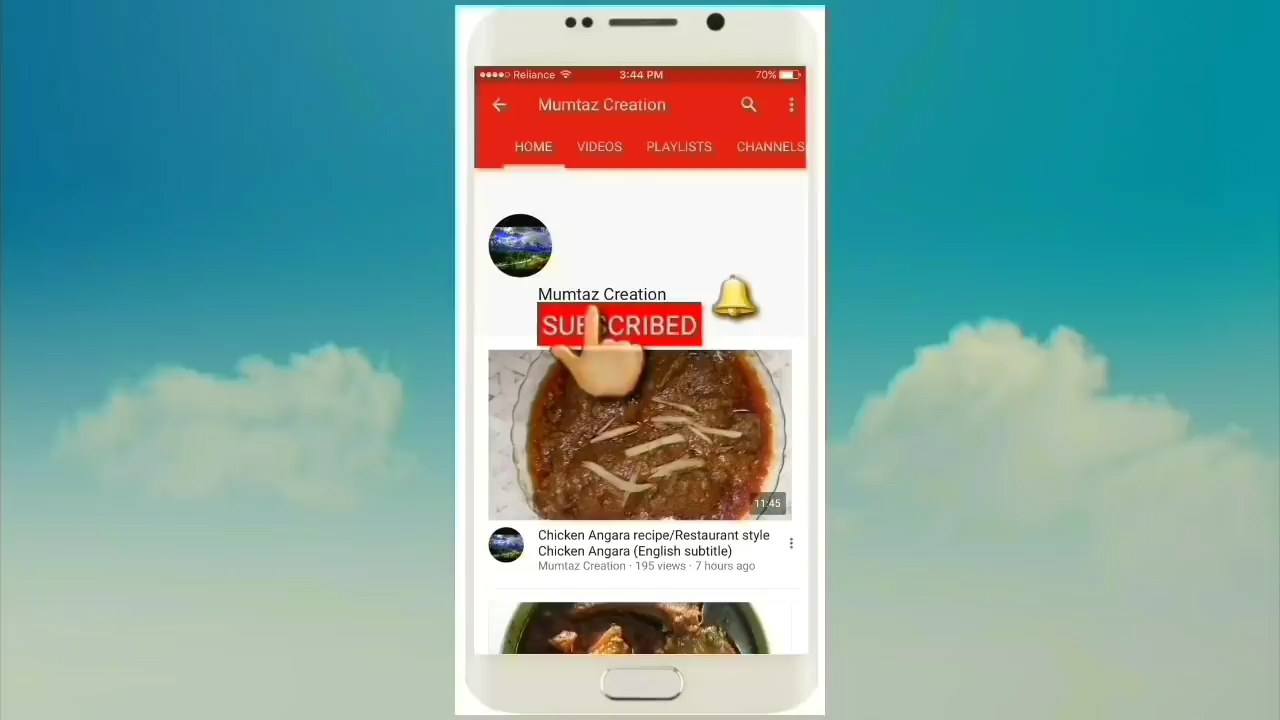 Reliance 3:44 PM 70%
Mumtaz Creation
HOME VIDEOS PLAYLISTS CHANNELS
Mumtaz Creation
SUBSCRIBED
11:45
Chicken Angara recipe/Restaurant style
Chicken Angara (English subtitle)
Mumtaz Creation · 195 views · 7 hours ago